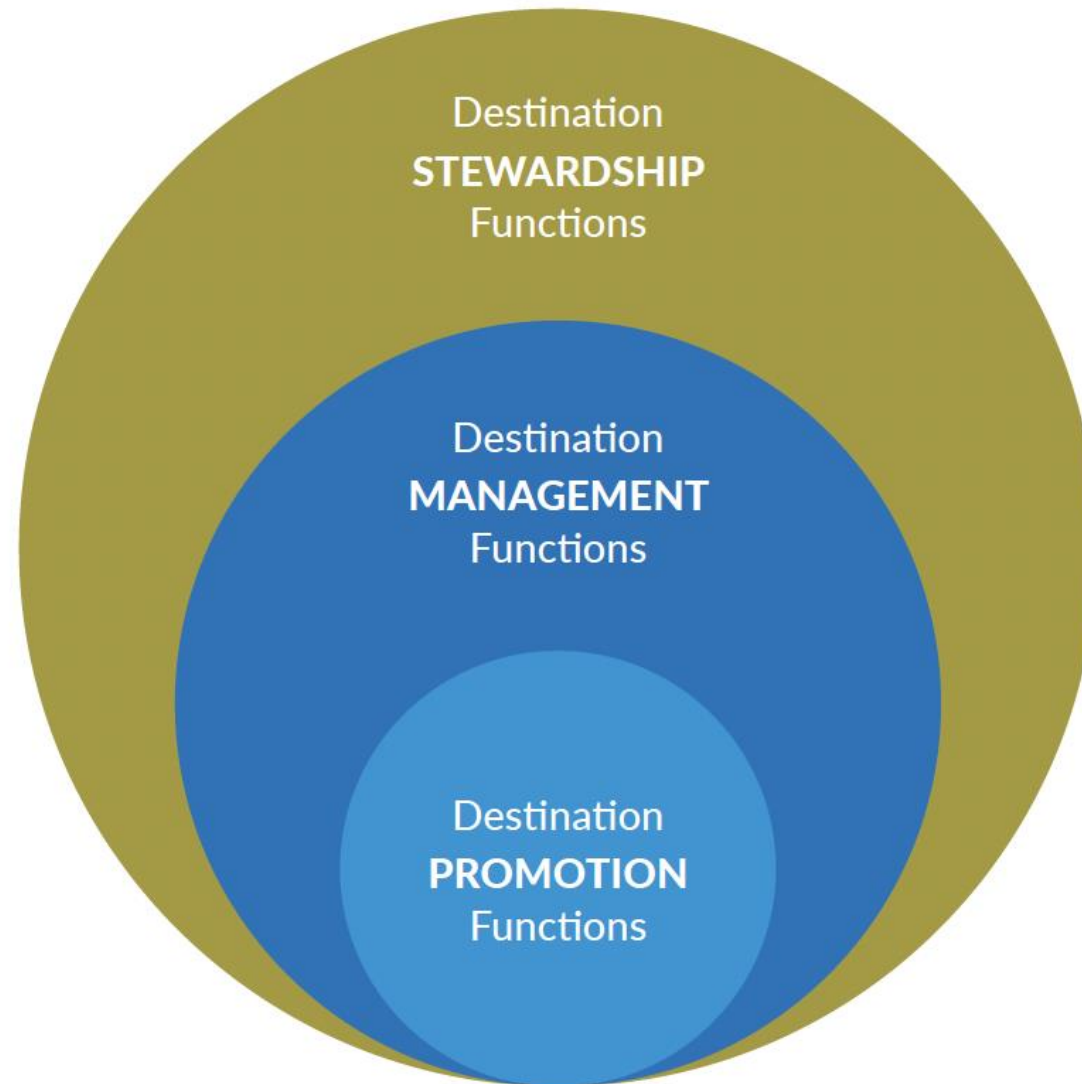 Destination
STEWARDSHIP
Functions
Destination
MANAGEMENT
Functions
Destination
PROMOTION
Functions